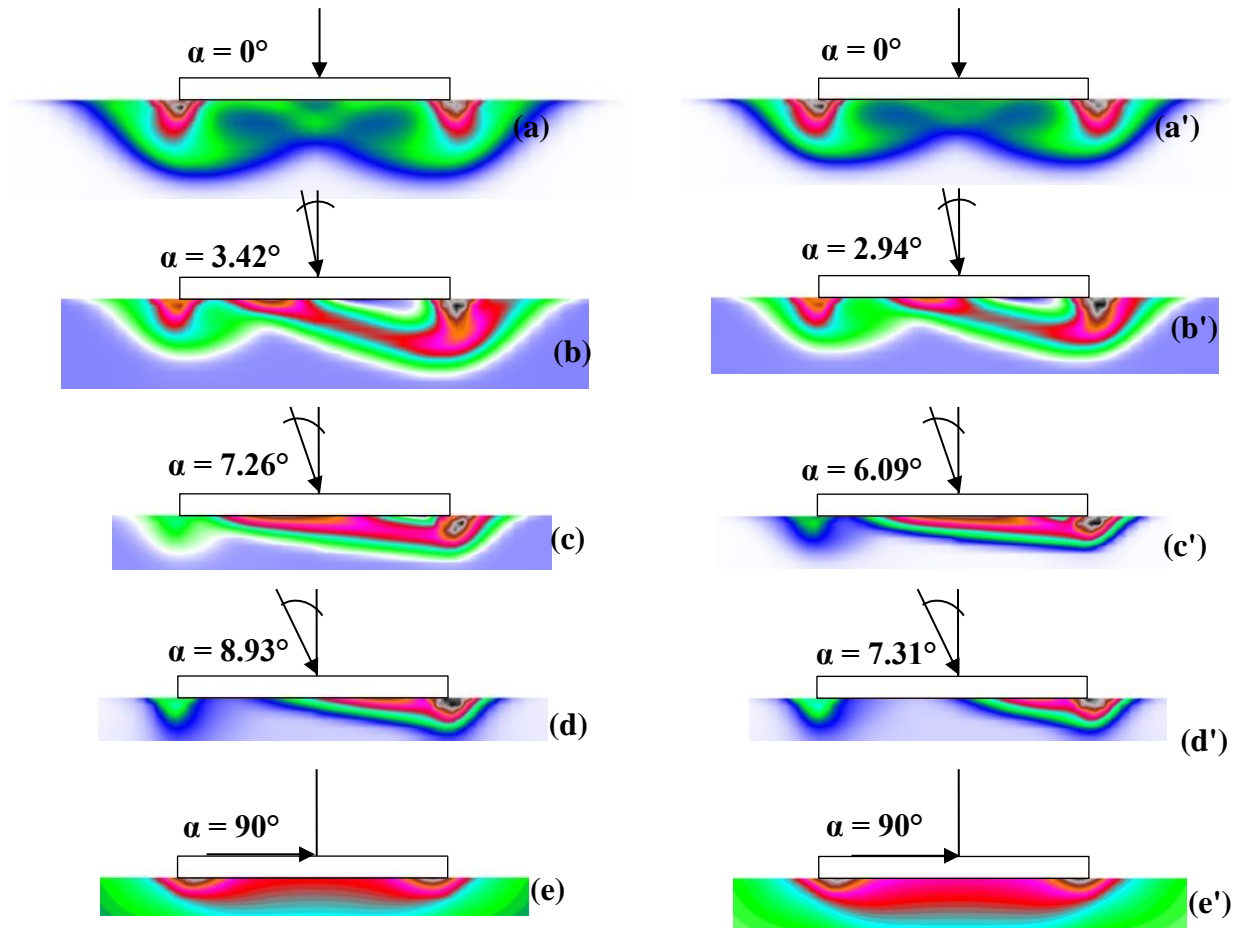 α = 0°
(a)
α = 0°
(a')
α = 3.42°
(b)
α = 2.94°
(b')
α = 7.26°
(c)
α = 6.09°
(c')
α = 8.93°
(d)
α = 7.31°
(d')
α = 90°
(e)
α = 90°
(e')